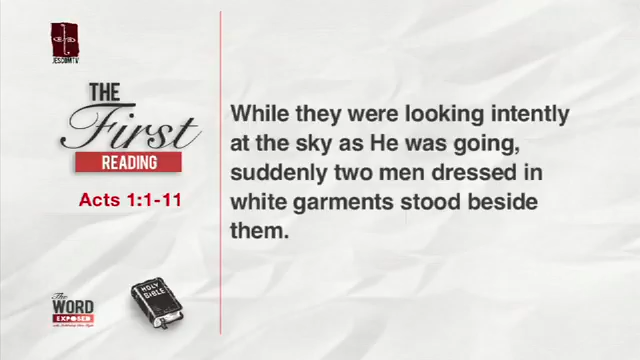 JESCOMTV
THE
First
READING
Acts 1:1-11
While they were looking intently
at the sky as He was going,
suddenly two men dressed in
white garments stood beside
them.
The
WORD
EXPOSED
HOLY
BIBLE